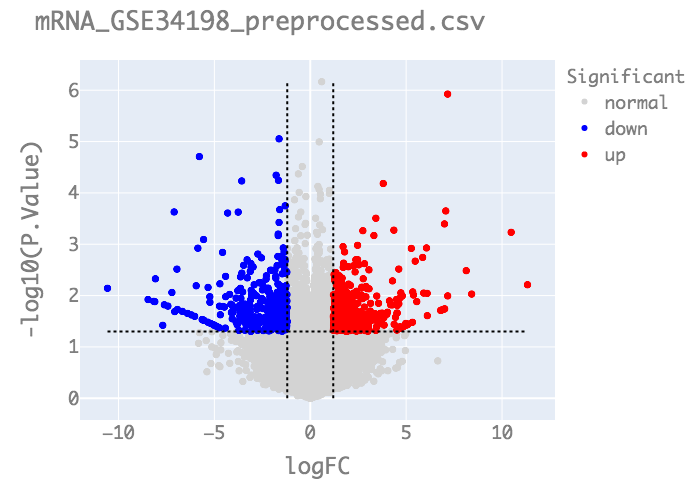 mRNA_GSE34198_preprocessed.csv
Significant
normal
down
up
-log10(P.Value)
6
5
4
3
2
1
0
−10
−5
0
5
10
logFC